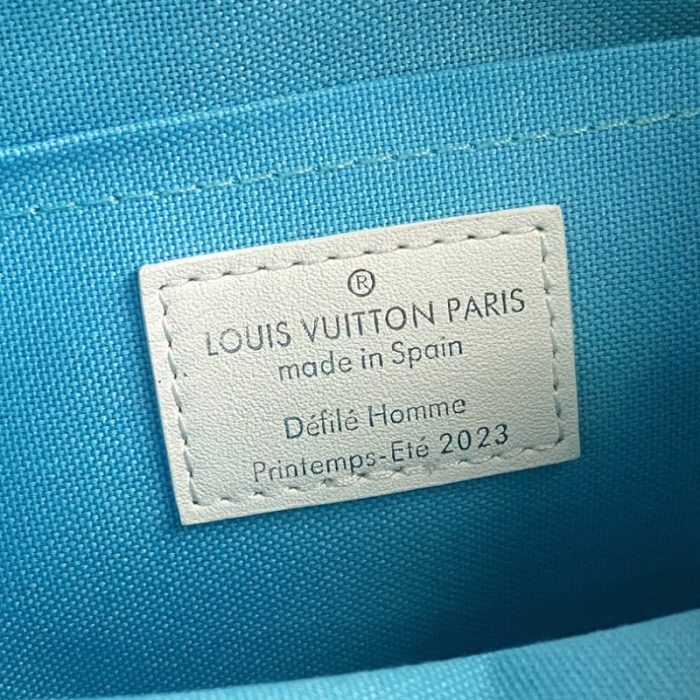 ®
LOUIS VUITTON PARIS
made in Spain
Défilé Homme
Printemps-Eté 2023